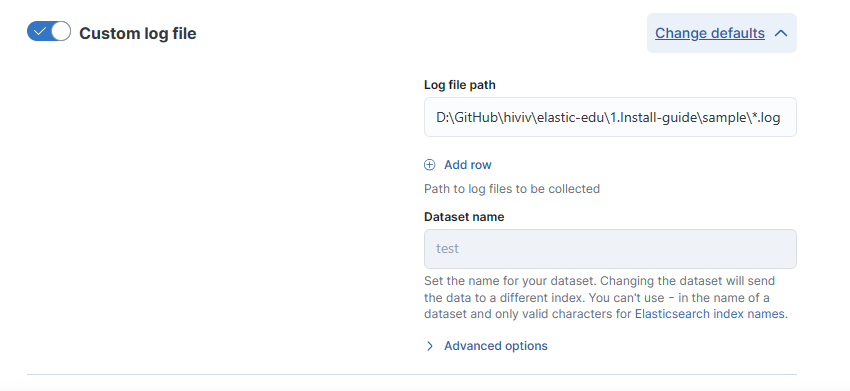 Custom log file
Change defaults
Log file path
D:\GitHub\hiviv\elastic-edu\1.Install-guide\sample\*.log
Add row
Path to log files to be collected
Dataset name
test
Set the name for your dataset. Changing the dataset will send
the data to a different index. You can't use - in the name of a
dataset and only valid characters for Elasticsearch index names.
Advanced options